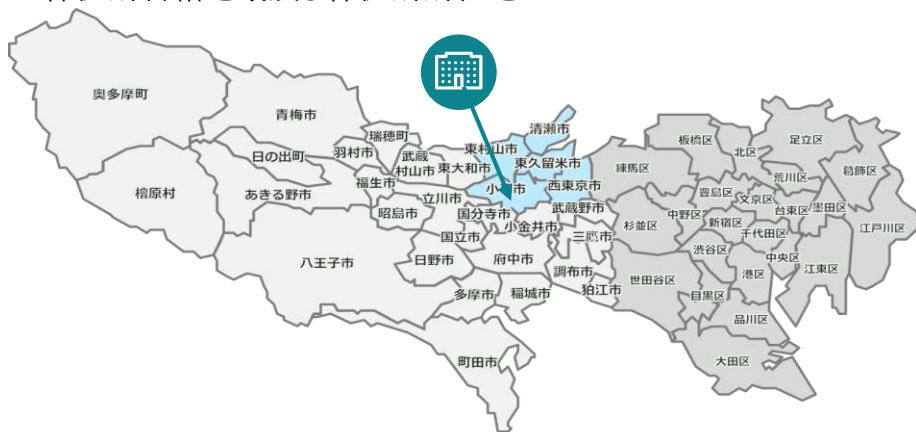 奥多摩町
青梅市
瑞穂町
羽村市
武蔵
村山市
東大和市
東村山市
清瀬市
東久留米市
日の出町
福生市
あきる野市
檜原村
昭島市
立川市
国分寺市
小金井市
西東京市
武蔵野市
三鷹市
国立市
日野市
府中市
調布市
狛江市
八王子市
多摩市
稲城市
町田市
練馬区
板橋区
北区
足立区
荒川区
葛飾区
豊島区
文京区
台東区
墨田区
江戸川区
中野区
杉並区
新宿区
千代田区
渋谷区
中央区
港区
江東区
世田谷区
目黒区
品川区
大田区